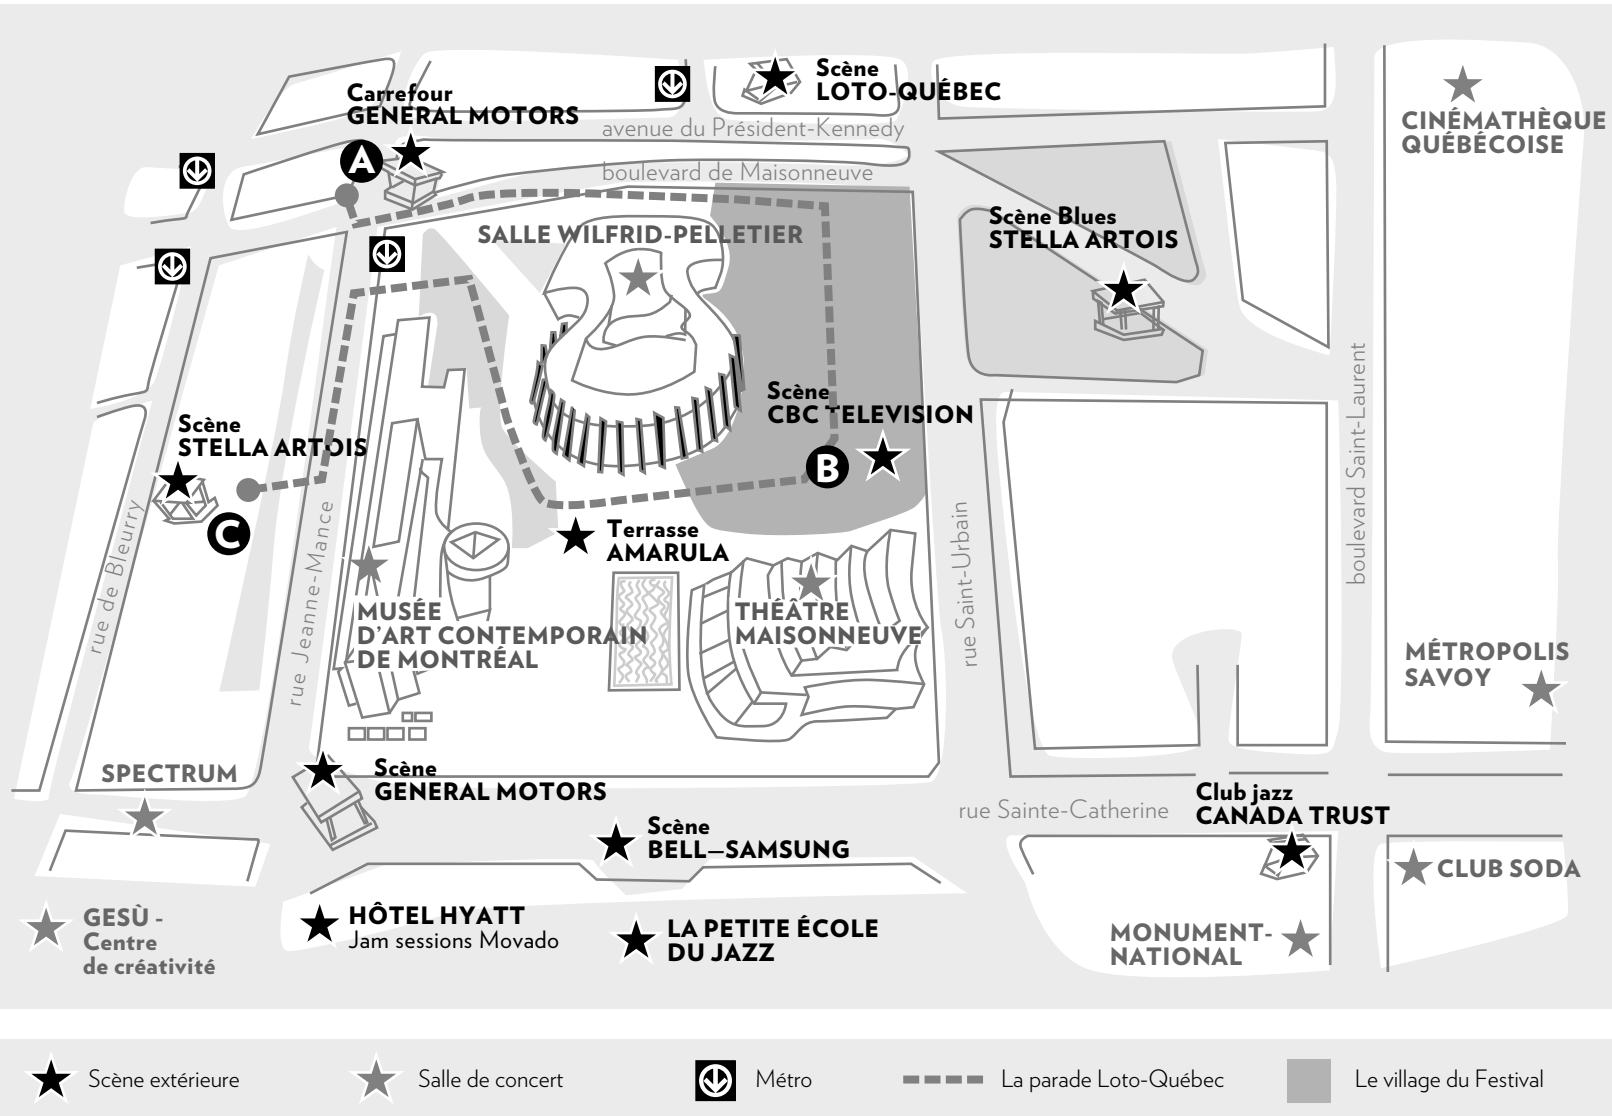 Scène
LOTO-QUÉBEC
Carrefour
GENERAL MOTORS
CINÉMATHÈQUE
QUÉBÉCOISE
avenue du Président-Kennedy
A
boulevard de Maisonneuve
Scène Blues
STELLA ARTOIS
SALLE WILFRID-PELLETIER
Scène
CBC TELEVISION
Scène
STELLA ARTOIS
B
C
boulevard Saint-Laurent
rue de Bleurry
rue Jeanne-Mance
rue Saint-Urbain
Terrasse
AMARULA
MUSÉE
D'ART CONTEMPORAIN
DE MONTRÉAL
THÉÂTRE
MAISONNEUVE
MÉTROPOLIS
SAVOY
SPECTRUM
Scène
GENERAL MOTORS
rue Sainte-Catherine
Club jazz
CANADA TRUST
Scène
BELL—SAMSUNG
CLUB SODA
GESÙ -
Centre
de créativité
HÔTEL HYATT
Jam sessions Movado
LA PETITE ÉCOLE
DU JAZZ
MONUMENT-
NATIONAL
Scène extérieure
Salle de concert
Métro
La parade Loto-Québec
Le village du Festival